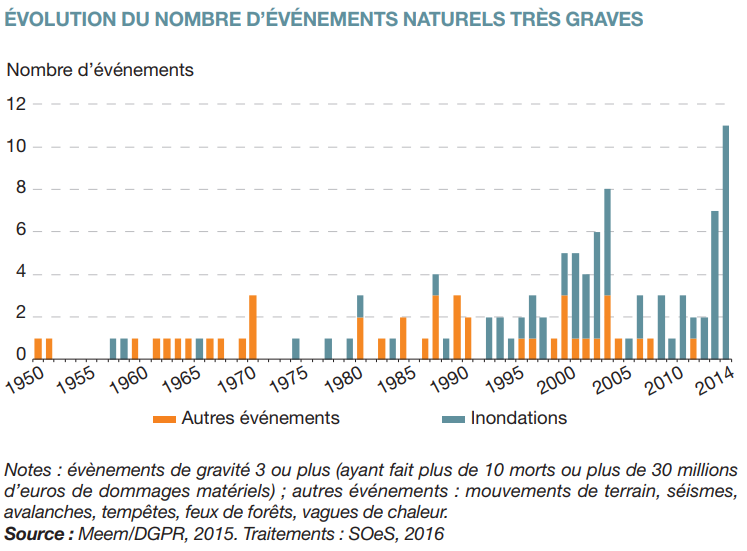 ÉVOLUTION DU NOMBRE D'ÉVÉNEMENTS NATURELS TRÈS GRAVES
Nombre d'événements
12
10
8
6
4
2
0
1950 1955 1960 1965 1970 1975 1980 1985 1990 1995 2000 2005 2010 2014
Autres événements Inondations
Notes : évènements de gravité 3 ou plus (ayant fait plus de 10 morts ou plus de 30 millions
d'euros de dommages matériels) ; autres événements : mouvements de terrain, séismes,
avalanches, tempêtes, feux de forêts, vagues de chaleur.
Source : Meem/DGPR, 2015. Traitements : SOeS, 2016